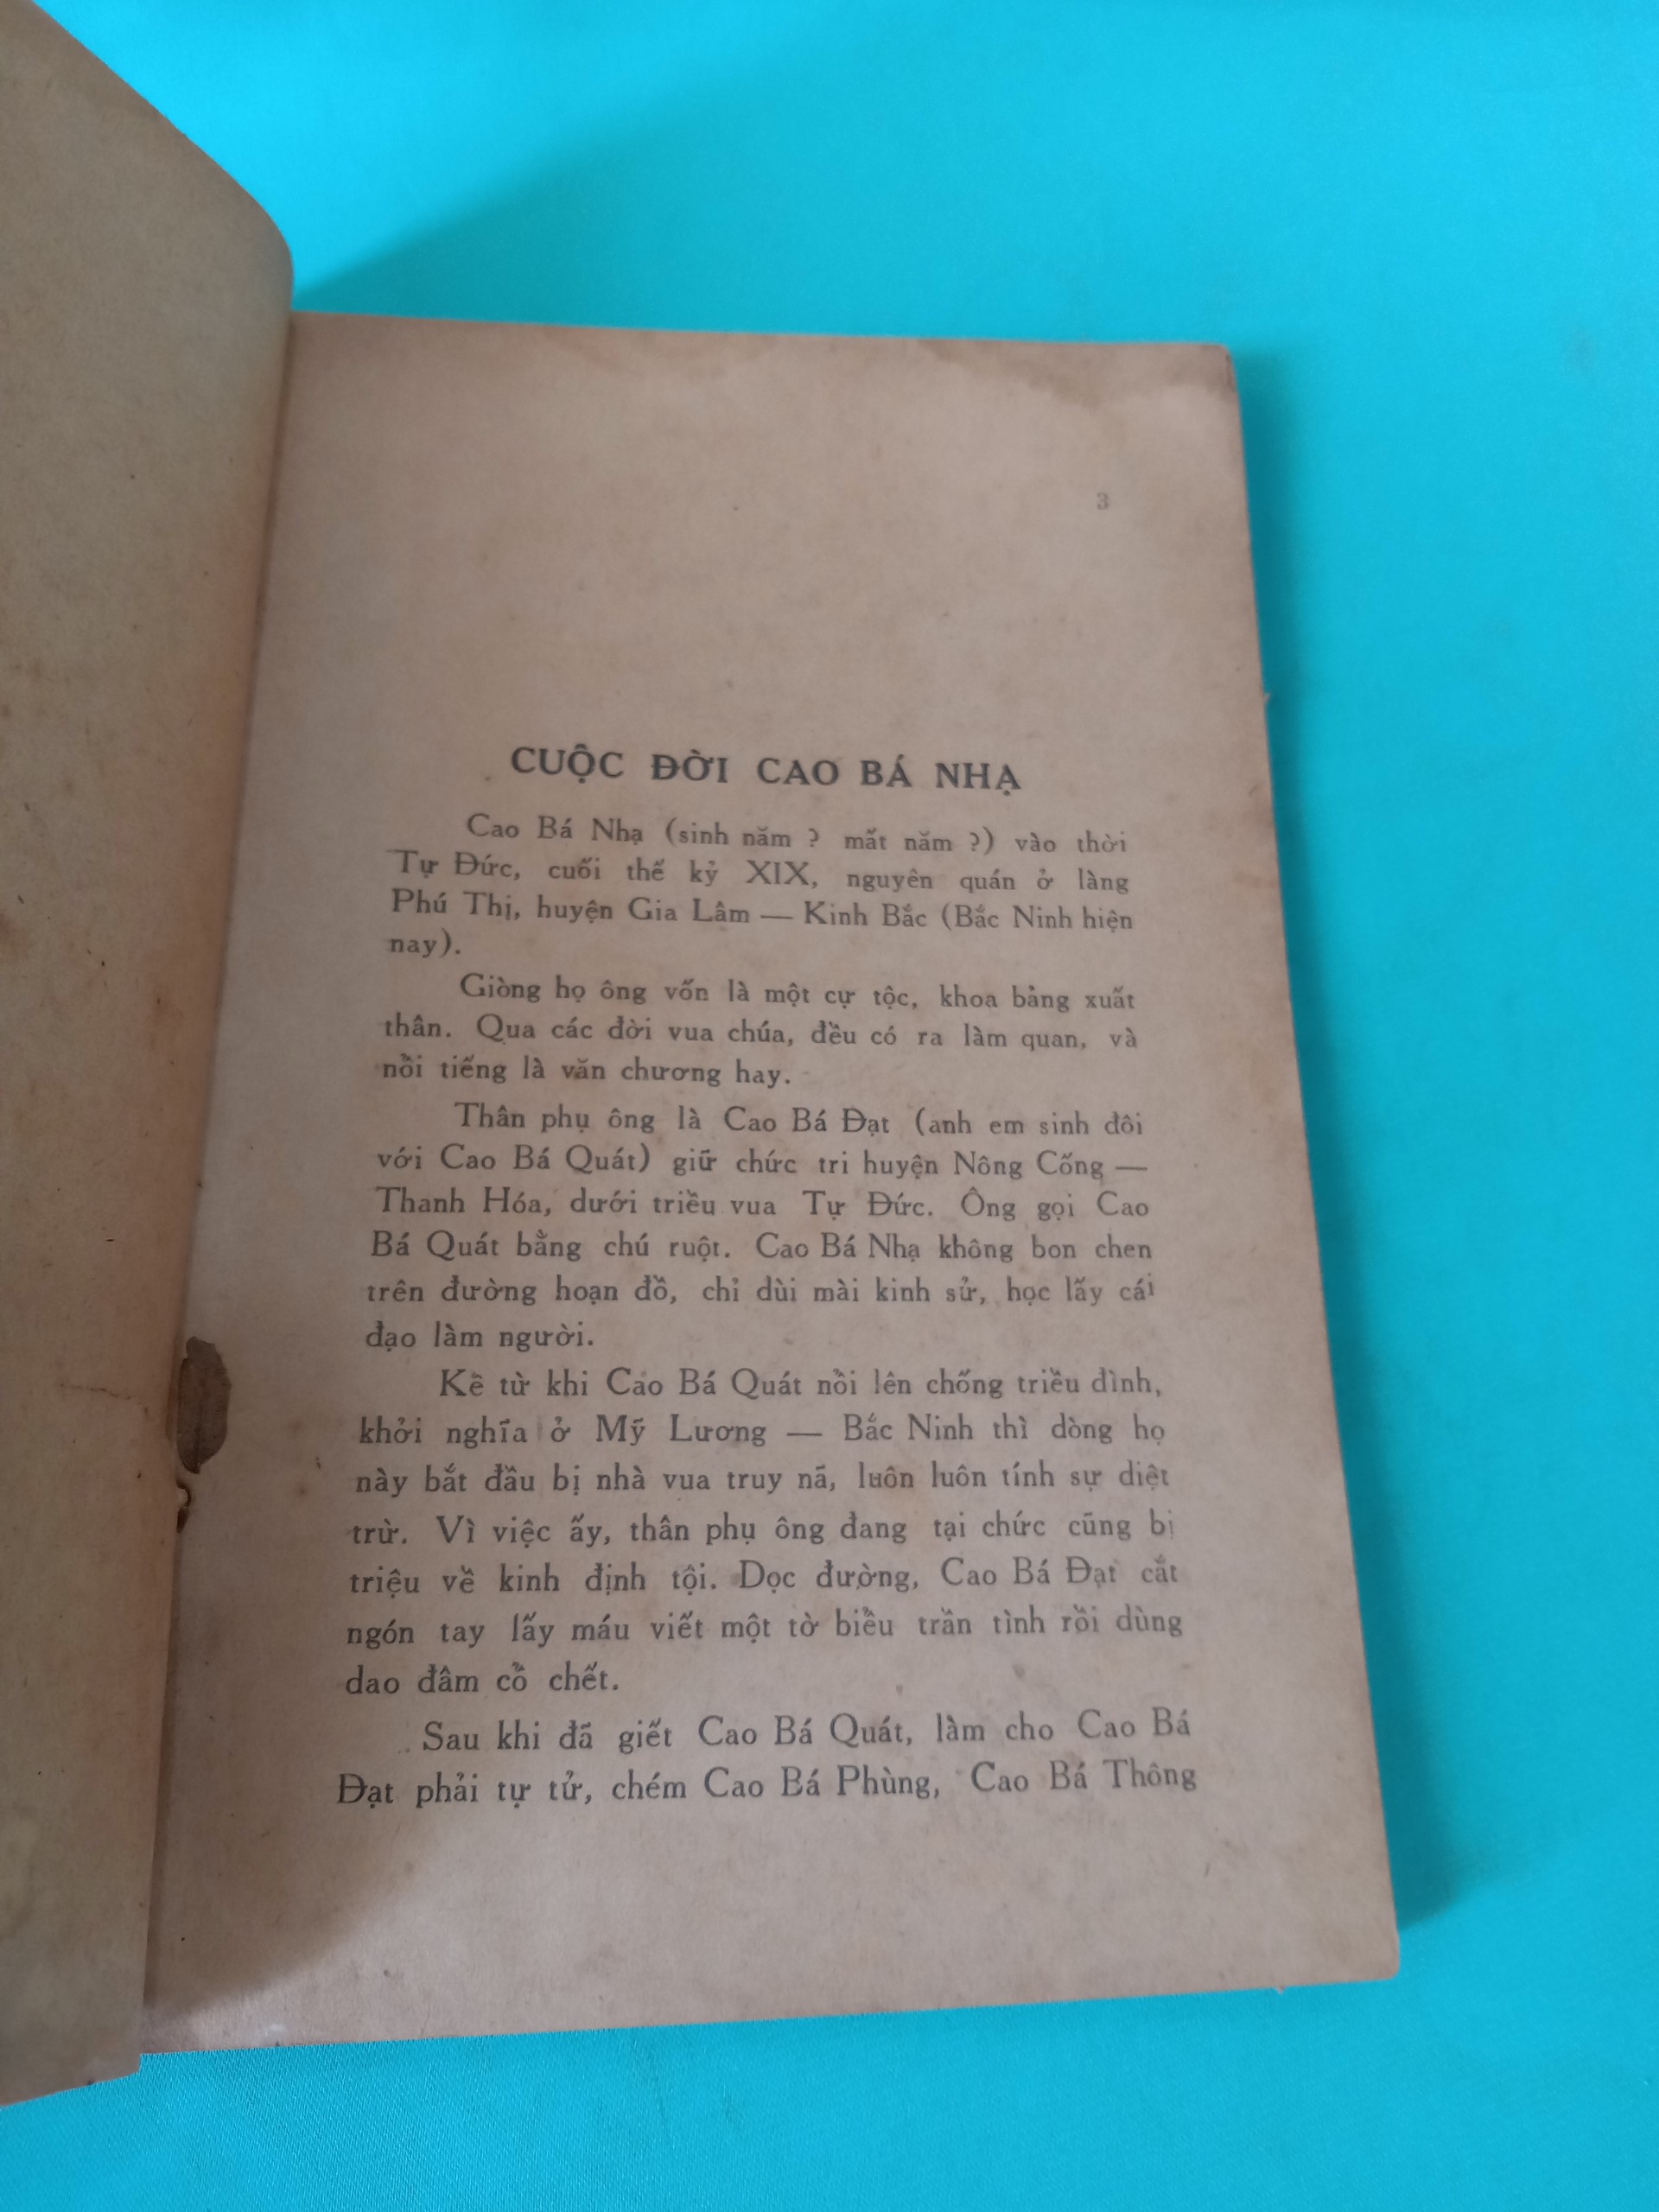 3
CUỘC ĐỜI CAO BÁ NHẠ
Cao Bá Nhạ (sinh năm ? mất năm ?) vào thời
Tự Đức, cuối thế kỷ XIX, nguyên quán ở làng
Phú Thị, huyện Gia Lâm — Kinh Bắc (Bắc Ninh hiện
nay).
Giòng họ ông vốn là một cự tộc, khoa bảng xuất
thân. Qua các đời vua chúa, đều có ra làm quan, và
nổi tiếng là văn chương hay.
Thân phụ ông là Cao Bá Đạt (anh em sinh đôi
với Cao Bá Quát) giữ chức tri huyện Nông Cống —
Thanh Hóa, dưới triều vua Tự Đức. Ông gọi Cao
Bá Quát bằng chú ruột. Cao Bá Nhạ không bon chen
trên đường hoạn đồ, chỉ dùi mài kinh sử, học lấy cái
đạo làm người.
Kể từ khi Cao Bá Quát nổi lên chống triều đình,
khởi nghĩa ở Mỹ Lương — Bắc Ninh thì dòng họ
này bắt đầu bị nhà vua truy nã, luôn luôn tính sự diệt
trừ. Vì việc ấy, thân phụ ông đang tại chức cũng bị
triệu về kinh định tội. Dọc đường, Cao Bá Đạt cắt
ngón tay lấy máu viết một tờ biểu trần tình rồi dùng
dao đâm cổ chết.
Sau khi đã giết Cao Bá Quát, làm cho Cao Bá
Đạt phải tự tử, chém Cao Bá Phùng, Cao Bá Thông